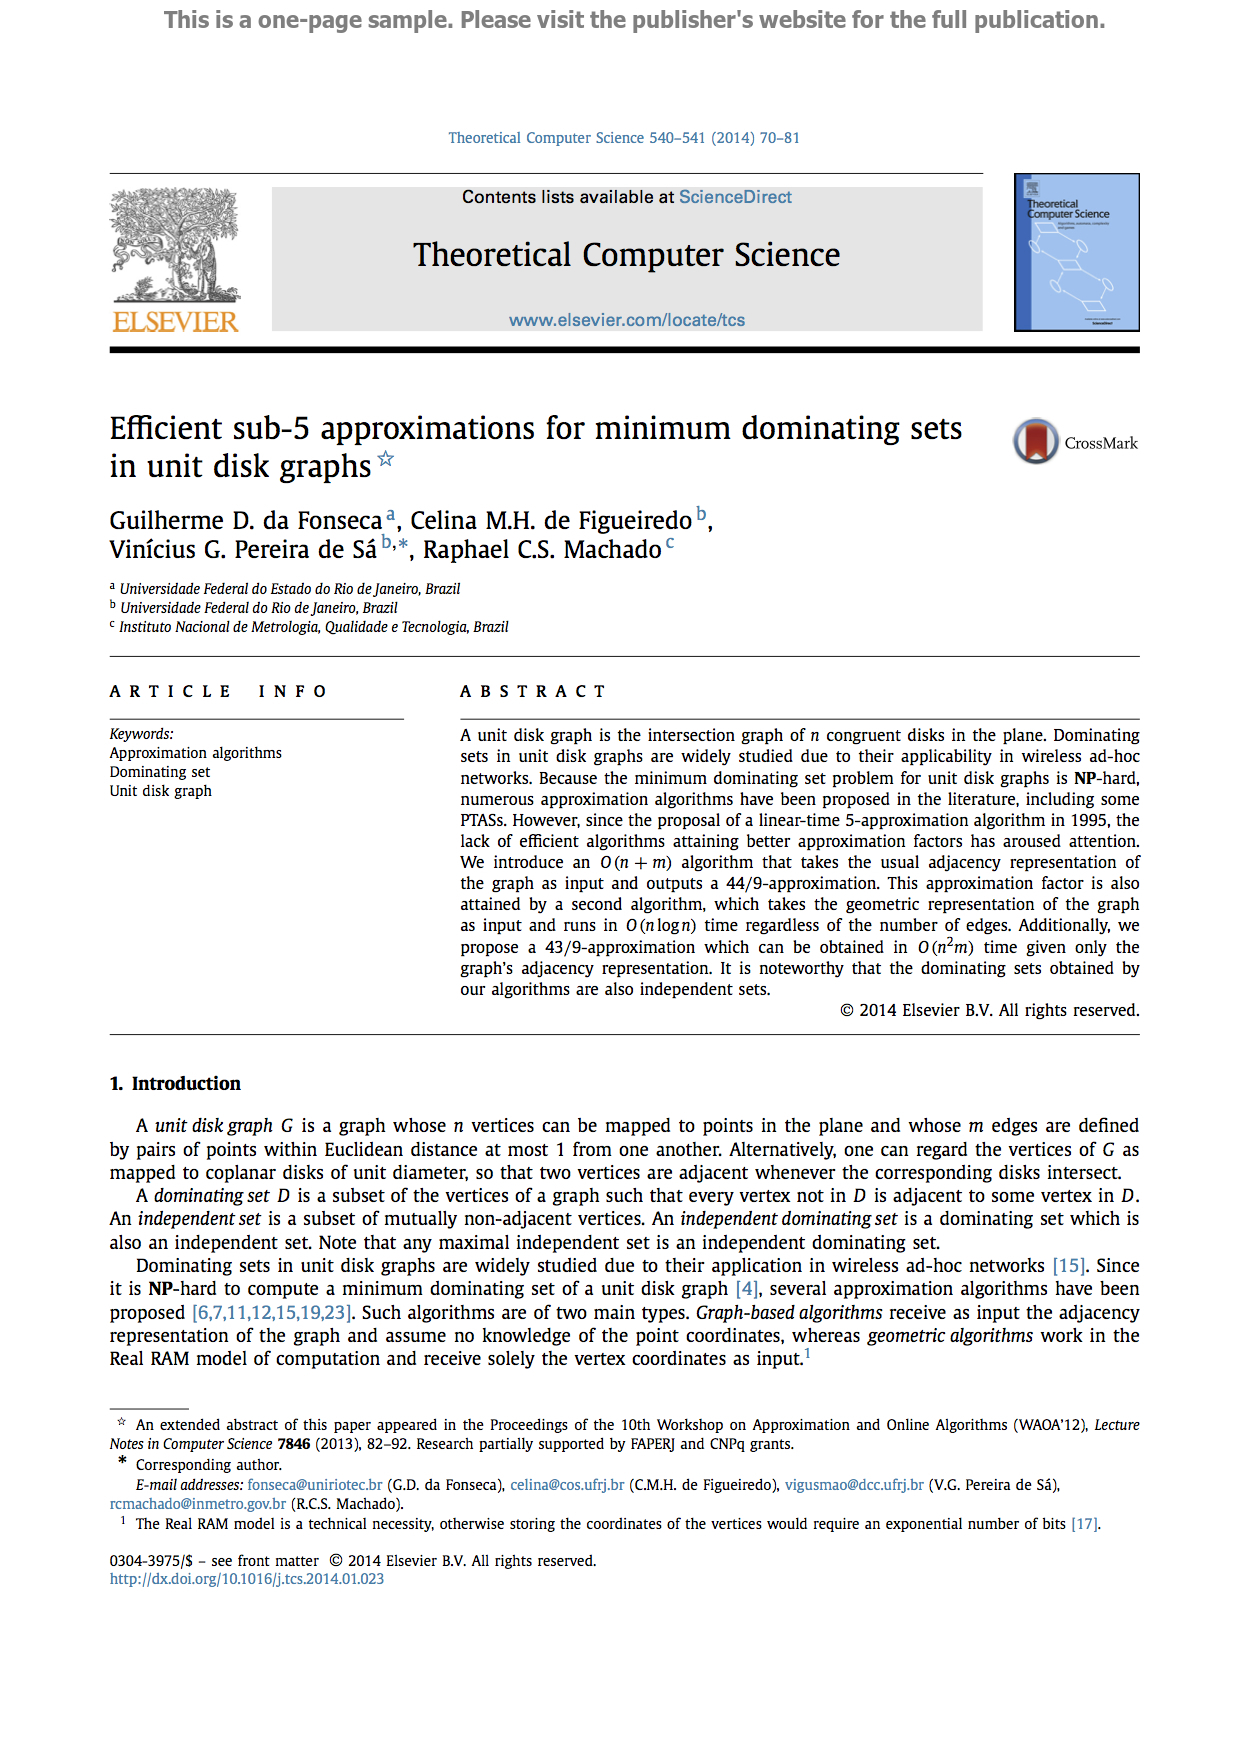 This is a one-page sample. Please visit the publisher's website for the full publication.
Theoretical Computer Science 540–541 (2014) 70–81
Contents lists available at ScienceDirect
Theoretical Computer Science
www.elsevier.com/locate/tcs
ELSEVIER
Theoretical
Computer Science
Efficient sub-5 approximations for minimum dominating sets
in unit disk graphs ☆
CrossMark
Guilherme D. da Fonseca a, Celina M.H. de Figueiredo b,
Vinícius G. Pereira de Sá b,*, Raphael C.S. Machado c
a Universidade Federal do Estado do Rio de Janeiro, Brazil
b Universidade Federal do Rio de Janeiro, Brazil
c Instituto Nacional de Metrologia, Qualidade e Tecnologia, Brazil
ARTICLE INFO
Keywords:
Approximation algorithms
Dominating set
Unit disk graph
ABSTRACT
A unit disk graph is the intersection graph of n congruent disks in the plane. Dominating
sets in unit disk graphs are widely studied due to their applicability in wireless ad-hoc
networks. Because the minimum dominating set problem for unit disk graphs is NP-hard,
numerous approximation algorithms have been proposed in the literature, including some
PTASs. However, since the proposal of a linear-time 5-approximation algorithm in 1995, the
lack of efficient algorithms attaining better approximation factors has aroused attention.
We introduce an O(n + m) algorithm that takes the usual adjacency representation of
the graph as input and outputs a 44/9-approximation. This approximation factor is also
attained by a second algorithm, which takes the geometric representation of the graph
as input and runs in O(n log n) time regardless of the number of edges. Additionally, we
propose a 43/9-approximation which can be obtained in O(n²m) time given only the
graph's adjacency representation. It is noteworthy that the dominating sets obtained by
our algorithms are also independent sets.
© 2014 Elsevier B.V. All rights reserved.
1. Introduction
A unit disk graph G is a graph whose n vertices can be mapped to points in the plane and whose m edges are defined
by pairs of points within Euclidean distance at most 1 from one another. Alternatively, one can regard the vertices of G as
mapped to coplanar disks of unit diameter, so that two vertices are adjacent whenever the corresponding disks intersect.
A dominating set D is a subset of the vertices of a graph such that every vertex not in D is adjacent to some vertex in D.
An independent set is a subset of mutually non-adjacent vertices. An independent dominating set is a dominating set which is
also an independent set. Note that any maximal independent set is an independent dominating set.
Dominating sets in unit disk graphs are widely studied due to their application in wireless ad-hoc networks [15]. Since
it is NP-hard to compute a minimum dominating set of a unit disk graph [4], several approximation algorithms have been
proposed [6,7,11,12,15,19,23]. Such algorithms are of two main types. Graph-based algorithms receive as input the adjacency
representation of the graph and assume no knowledge of the point coordinates, whereas geometric algorithms work in the
Real RAM model of computation and receive solely the vertex coordinates as input.1
☆ An extended abstract of this paper appeared in the Proceedings of the 10th Workshop on Approximation and Online Algorithms (WAOA'12), Lecture
Notes in Computer Science 7846 (2013), 82–92. Research partially supported by FAPERJ and CNPq grants.
* Corresponding author.
E-mail addresses: fonseca@uniriotec.br (G.D. da Fonseca), celina@cos.ufrj.br (C.M.H. de Figueiredo), vigusmao@dcc.ufrj.br (V.G. Pereira de Sá),
rcmachado@inmetro.gov.br (R.C.S. Machado).
1 The Real RAM model is a technical necessity, otherwise storing the coordinates of the vertices would require an exponential number of bits [17].
0304-3975/$ – see front matter © 2014 Elsevier B.V. All rights reserved.
http://dx.doi.org/10.1016/j.tcs.2014.01.023